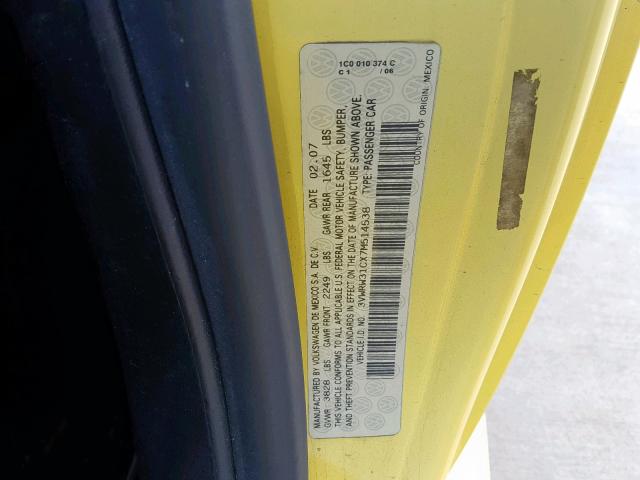 1C0 010 374 C
C 1 / 06
MANUFACTURED BY VOLKSWAGEN DE MEXICO S.A. DE C.V. DATE 02.07
GVWR 3828 LBS GAWR FRONT 2249 LBS GAWR REAR 1645 LBS
THIS VEHICLE CONFORMS TO ALL APPLICABLE U.S. FEDERAL MOTOR VEHICLE SAFETY, BUMPER,
AND THEFT PREVENTION STANDARDS IN EFFECT ON THE DATE OF MANUFACTURE SHOWN ABOVE.
VEHICLE I.D. NO. 3VWRW31CX7M514638 TYPE: PASSENGER CAR
COUNTRY OF ORIGIN: MEXICO